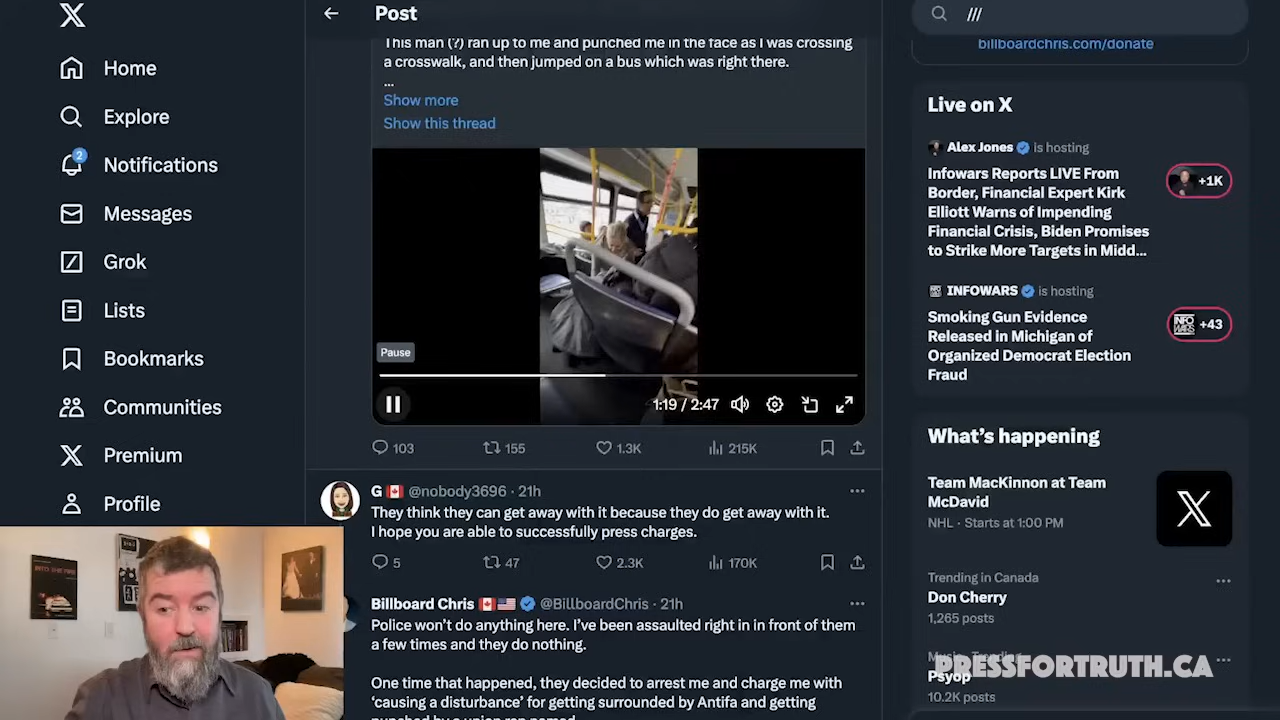 Post
///
This man (?) ran up to me and punched me in the face as I was crossing
a crosswalk, and then jumped on a bus which was right there.
...
Show more
Show this thread
Pause
1:19 / 2:47
103
155
1.3K
215K
G @nobody3696 · 21h
They think they can get away with it because they do get away with it.
I hope you are able to successfully press charges.
5
47
2.3K
170K
Billboard Chris @BillboardChris · 21h
Police won't do anything here. I've been assaulted right in in front of them
a few times and they do nothing.
One time that happened, they decided to arrest me and charge me with
'causing a disturbance' for getting surrounded by Antifa and getting
Home
Explore
2
Notifications
Messages
Grok
Lists
Bookmarks
Communities
Premium
Profile
billboardchris.com/donate
Live on X
Alex Jones is hosting
Infowars Reports LIVE From
Border, Financial Expert Kirk
Elliott Warns of Impending
Financial Crisis, Biden Promises
to Strike More Targets in Midd...
+1K
INFOWARS is hosting
Smoking Gun Evidence
Released in Michigan of
Organized Democrat Election
Fraud
INFO
WARS
+43
What's happening
Team MacKinnon at Team
McDavid
NHL · Starts at 1:00 PM
Trending in Canada
Don Cherry
1,265 posts
Music · Trending
Psyop
10.2K posts
PRESSFORTRUTH.CA